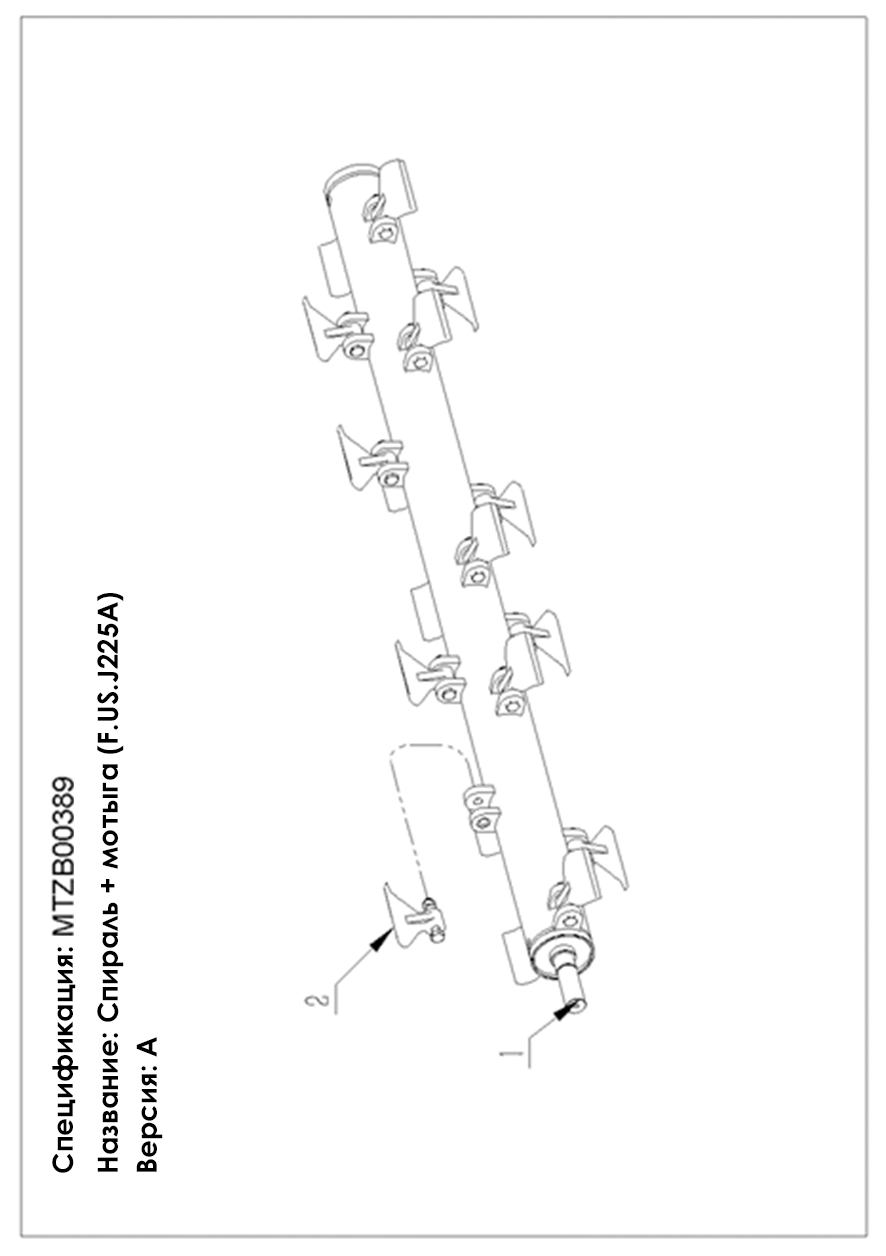 Спецификация: MTZB00389
Название: Спираль + мотыга (F.US.J225A)
Версия: A
2
1